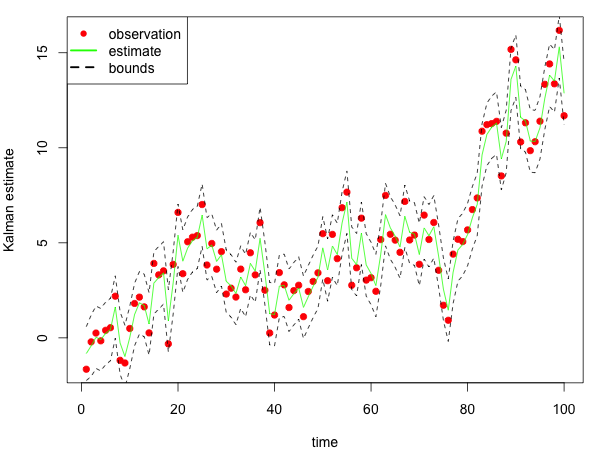 observation
estimate
bounds
15
10
5
0
Kalman estimate
0 20 40 60 80 100
time